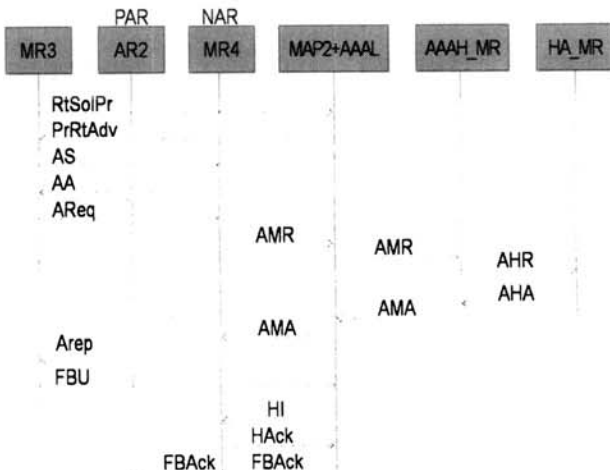 PAR NAR
MR3 AR2 MR4 MAP2+AAAL AAAH_MR HA_MR
RtSolPr
PrRtAdv
AS
AA
AReq
AMR
AMR
AHR
AHA
AMA
AMA
Arep
FBU
HI
HAck
FBAck FBAck